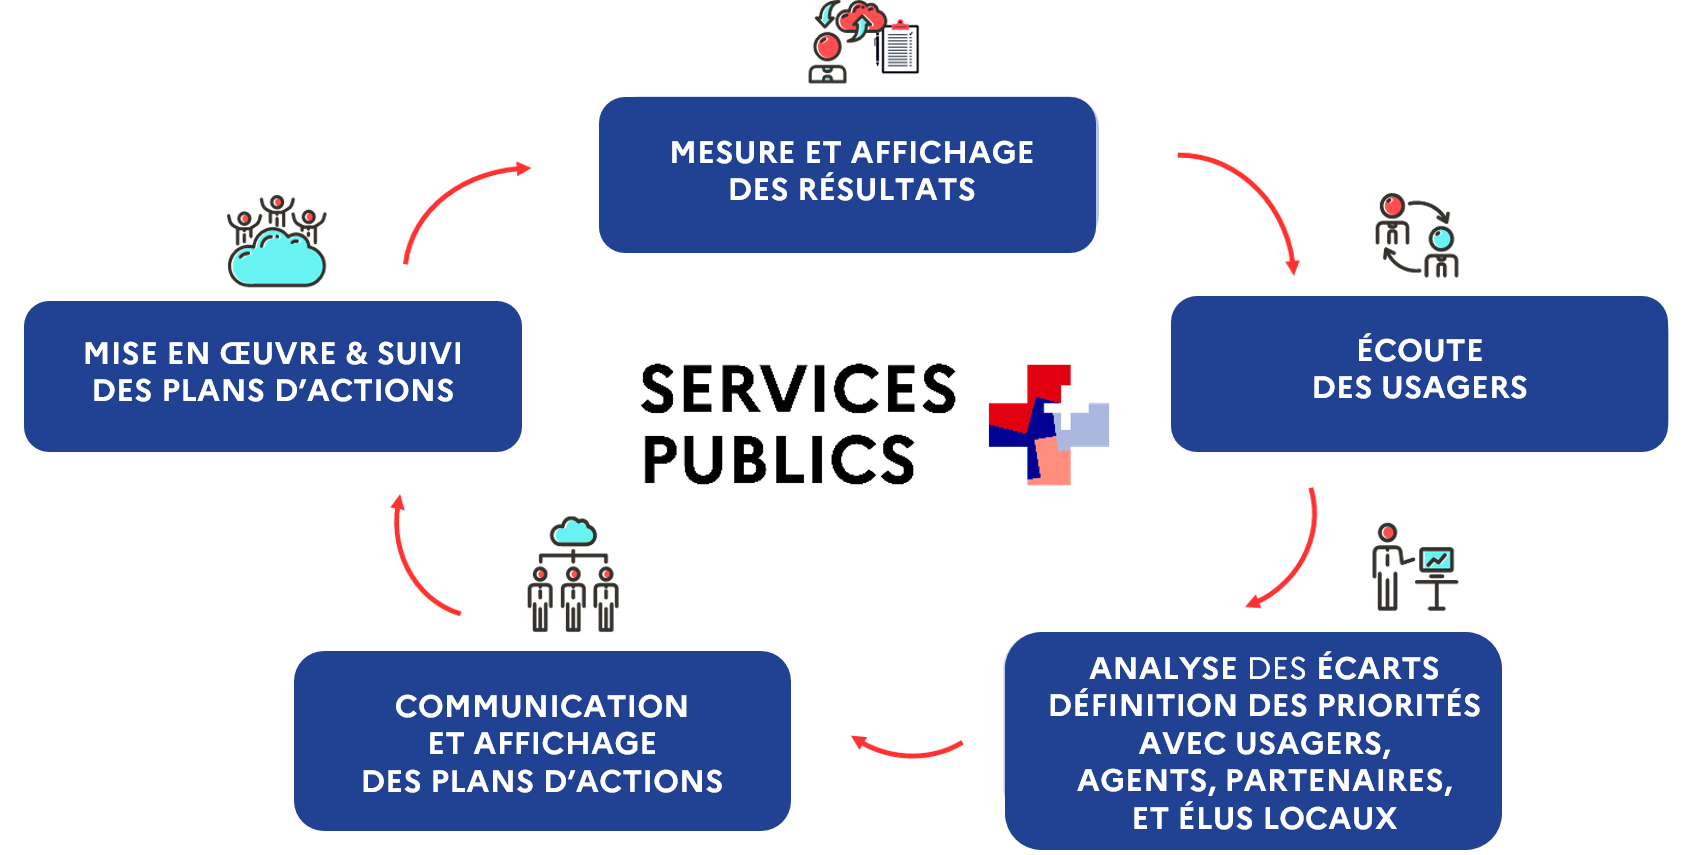 MESURE ET AFFICHAGE
DES RÉSULTATS
ÉCOUTE
DES USAGERS
ANALYSE DES ÉCARTS
DÉFINITION DES PRIORITÉS
AVEC USAGERS,
AGENTS, PARTENAIRES,
ET ÉLUS LOCAUX
COMMUNICATION
ET AFFICHAGE
DES PLANS D’ACTIONS
MISE EN ŒUVRE & SUIVI
DES PLANS D’ACTIONS
SERVICES
PUBLICS